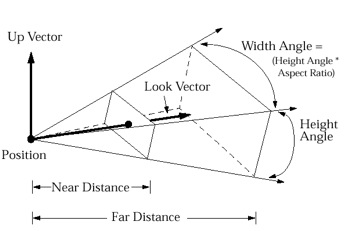 Up Vector
Width Angle =
(Height Angle *
Aspect Ratio)
Look Vector
Height
Angle
Position
Near Distance
Far Distance